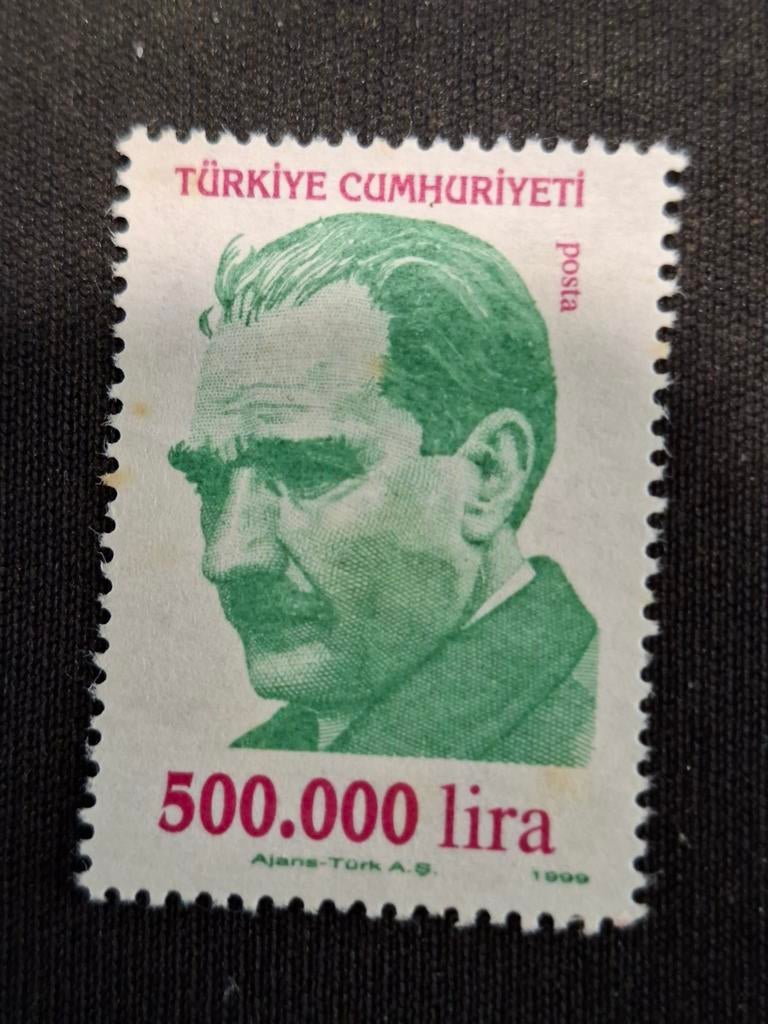 TÜRKİYE CUMHURİYETİ
posta
500.000 lira
Ajans-Türk A.Ş.
1999